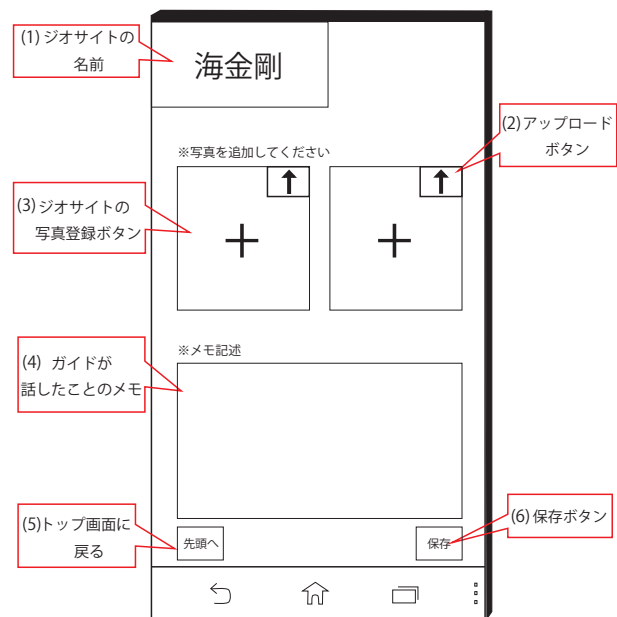 (1)ジオサイトの
名前
海金剛
(2)アップロード
ボタン
※写真を追加してください
(3)ジオサイトの
写真登録ボタン
※メモ記述
(4) ガイドが
話したことのメモ
(5)トップ画面に
戻る
先頭へ
保存
(6)保存ボタン